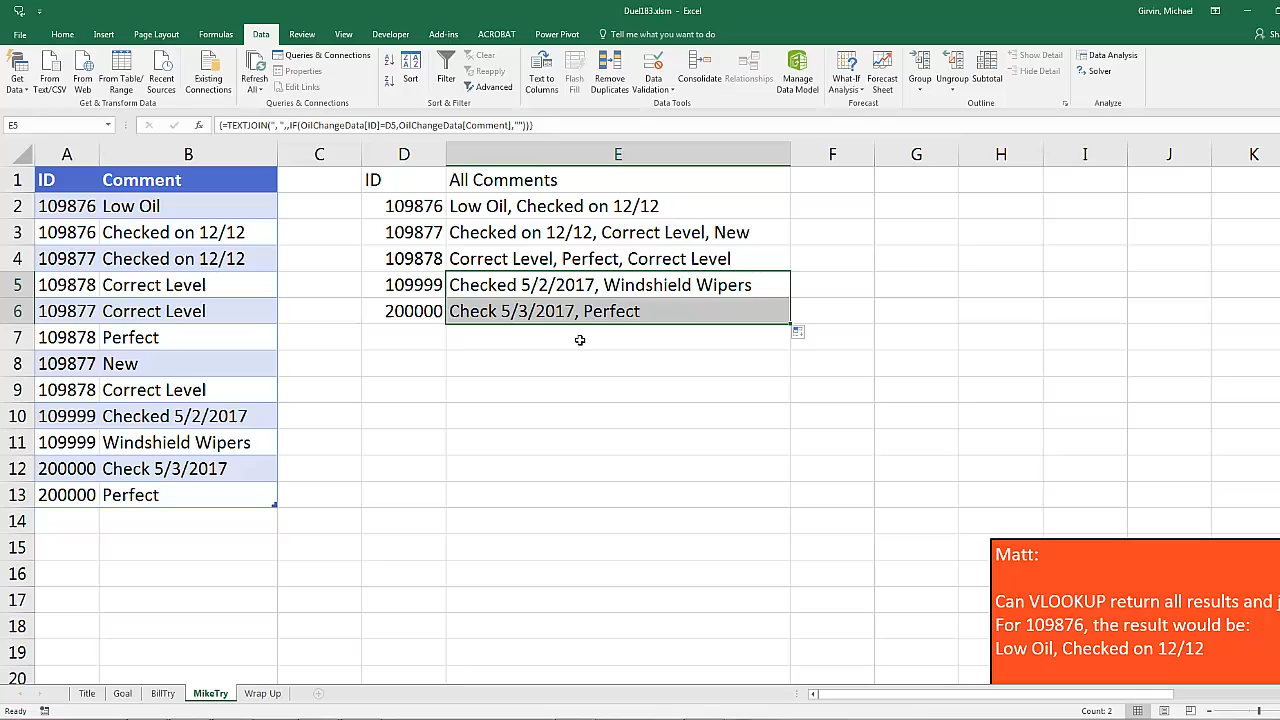 Duel183.xlsm - Excel
Girvin, Michael
File Home Insert Page Layout Formulas Data Review View Developer Add-ins ACROBAT Power Pivot Tell me what you want to do
Get Data
From Text/CSV
From Web
From Table/ Range
Recent Sources
Existing Connections
Get & Transform Data
Refresh All
Queries & Connections
Properties
Edit Links
Queries & Connections
Sort
Filter
Clear
Reapply
Advanced
Sort & Filter
Text to Columns
Flash Fill
Remove Duplicates
Data Validation
Consolidate
Relationships
Manage Data Model
Data Tools
What-If Analysis
Forecast Sheet
Forecast
Group
Ungroup
Subtotal
Show Detail
Hide Detail
Outline
Data Analysis
Solver
Analyze
E5 fx {=TEXTJOIN(", ",,IF(OilChangeData[ID]=D5,OilChangeData[Comment],""))}
A B C D E F G H I J K
1 ID Comment ID All Comments
2 109876 Low Oil 109876 Low Oil, Checked on 12/12
3 109876 Checked on 12/12 109877 Checked on 12/12, Correct Level, New
4 109877 Checked on 12/12 109878 Correct Level, Perfect, Correct Level
5 109878 Correct Level 109999 Checked 5/2/2017, Windshield Wipers
6 109877 Correct Level 200000 Check 5/3/2017, Perfect
7 109878 Perfect
8 109877 New
9 109878 Correct Level
10 109999 Checked 5/2/2017
11 109999 Windshield Wipers
12 200000 Check 5/3/2017
13 200000 Perfect
14
15
16
17
18
19
20
Matt:
Can VLOOKUP return all results and
For 109876, the result would be:
Low Oil, Checked on 12/12
Title Goal BillTry MikeTry Wrap Up
Ready
Count: 2